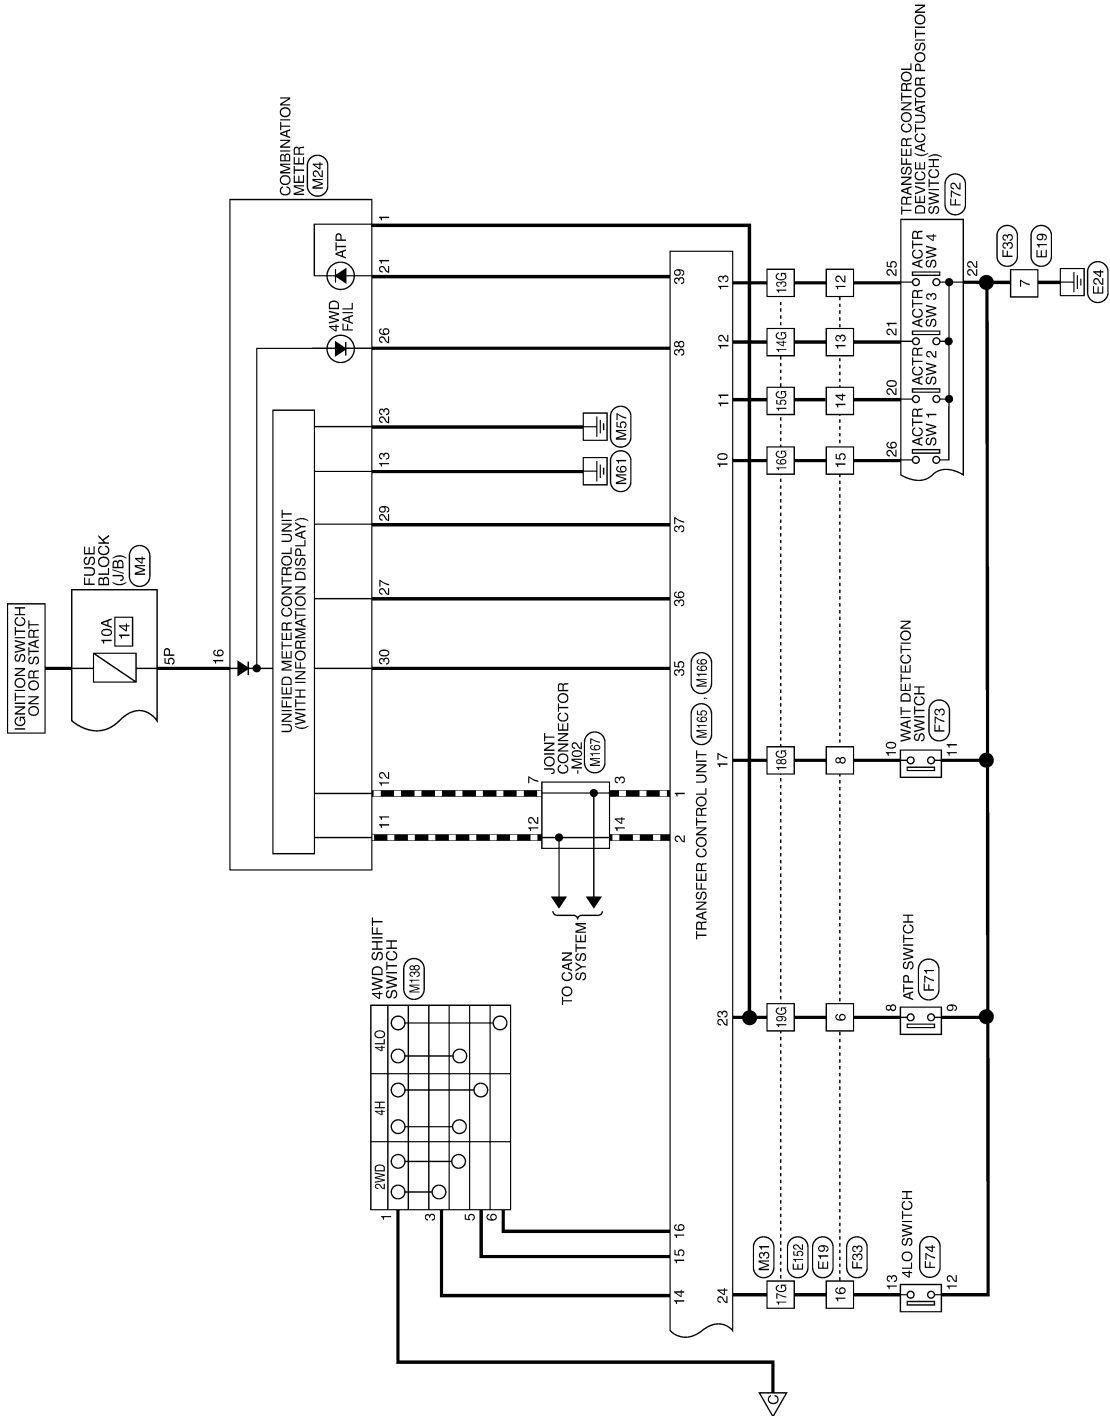 IGNITION SWITCH
ON OR START
FUSE
BLOCK
(J/B)
M4
10A
14
5P
16
COMBINATION
METER
M24
UNIFIED METER CONTROL UNIT
(WITH INFORMATION DISPLAY)
4WD
FAIL
ATP
11
12
30
27
29
13
23
26
21
1
M61
M57
JOINT
CONNECTOR
-M02
M167
12
7
14
3
TO CAN
SYSTEM
4WD SHIFT
SWITCH
M138
2WD
4H
4LO
1
3
5
6
14
15
16
2
1
35
36
37
38
39
TRANSFER CONTROL UNIT
M165
,
M166
24
23
17
10
11
12
13
M31
E152
E19
F33
17G
19G
18G
16G
15G
14G
13G
16
6
8
15
14
13
12
13
8
10
26
20
21
25
4LO SWITCH
F74
12
ATP SWITCH
F71
9
WAIT DETECTION
SWITCH
F73
11
ACTR
SW 1
ACTR
SW 2
ACTR
SW 3
ACTR
SW 4
TRANSFER CONTROL
DEVICE (ACTUATOR POSITION
SWITCH)
F72
22
F33
E19
7
E24
C